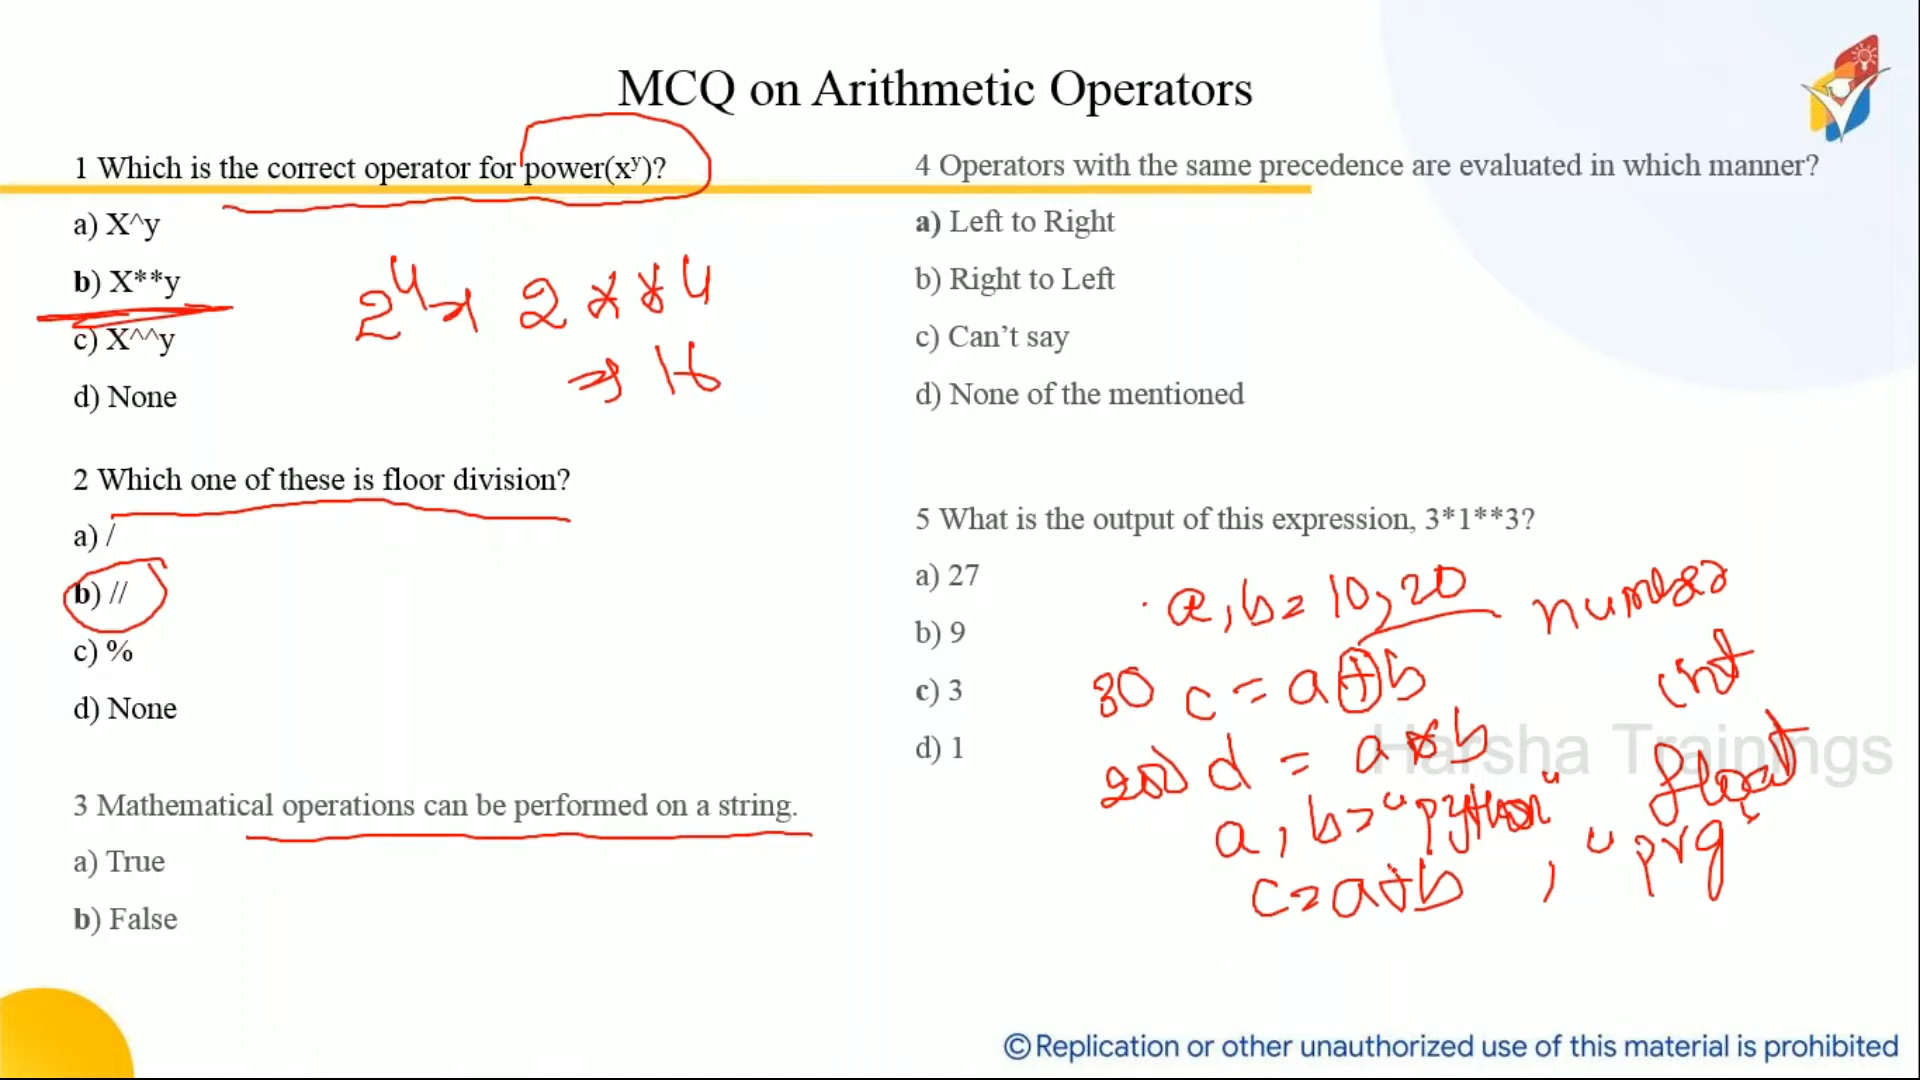 MCQ on Arithmetic Operators
1 Which is the correct operator for power(xʸ)?
a) X^y
b) X**y
c) X^^y
d) None
2⁴ → 2 * * 4
⇒ 16
2 Which one of these is floor division?
a) /
b) //
c) %
d) None
3 Mathematical operations can be performed on a string.
a) True
b) False
4 Operators with the same precedence are evaluated in which manner?
a) Left to Right
b) Right to Left
c) Can’t say
d) None of the mentioned
5 What is the output of this expression, 3*1**3?
a) 27
b) 9
c) 3
d) 1
a, b = 10, 20
number
30 c = a + b
int
200 d = a * b
float
a, b = "python"
, "prg"
c = a + b
Harsha Trainings
© Replication or other unauthorized use of this material is prohibited